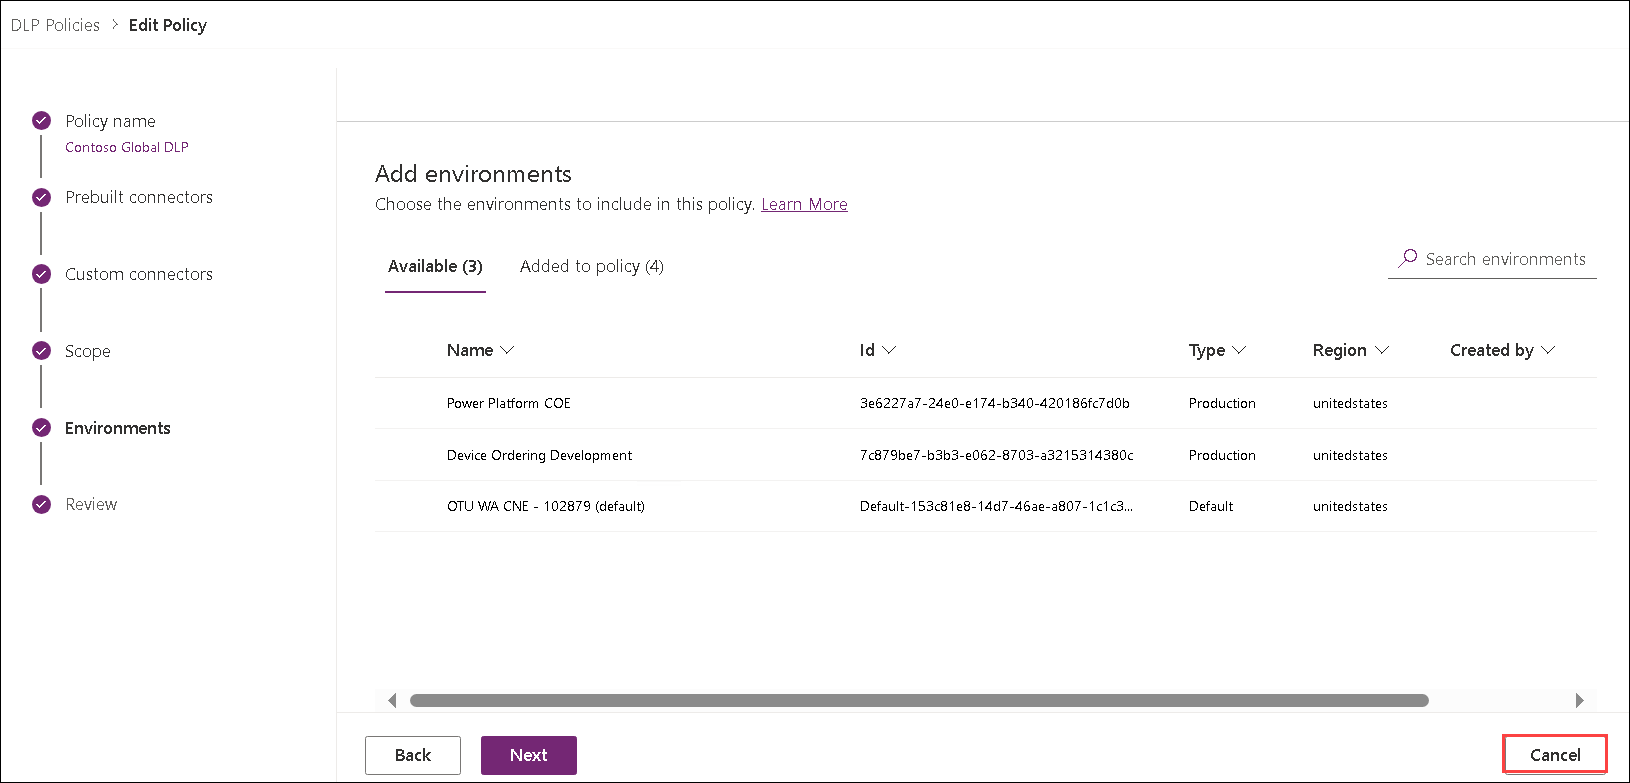 DLP Policies > Edit Policy
Policy name
Contoso Global DLP
Prebuilt connectors
Custom connectors
Scope
Environments
Review
Add environments
Choose the environments to include in this policy. Learn More
Available (3) Added to policy (4) Search environments
Name Id Type Region Created by
Power Platform COE 3e6227a7-24e0-e174-b340-420186fc7d0b Production unitedstates
Device Ordering Development 7c879be7-b3b3-e062-8703-a3215314380c Production unitedstates
OTU WA CNE - 102879 (default) Default-153c81e8-14d7-46ae-a807-1c1c3... Default unitedstates
Back Next Cancel